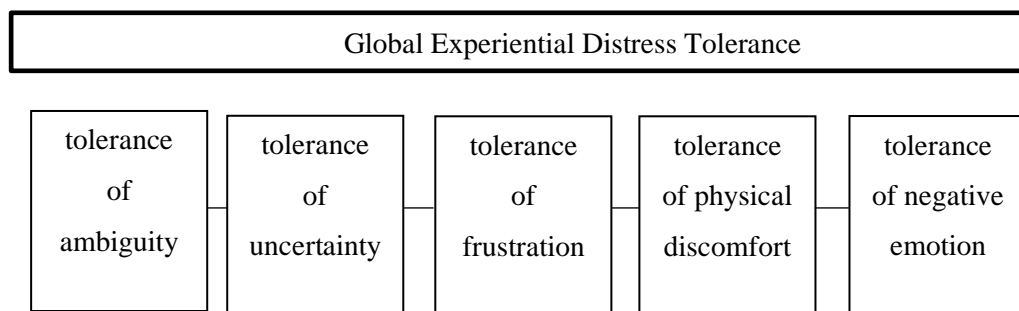 Global Experiential Distress Tolerance
tolerance
of
ambiguity
tolerance
of
uncertainty
tolerance
of
frustration
tolerance
of physical
discomfort
tolerance
of negative
emotion